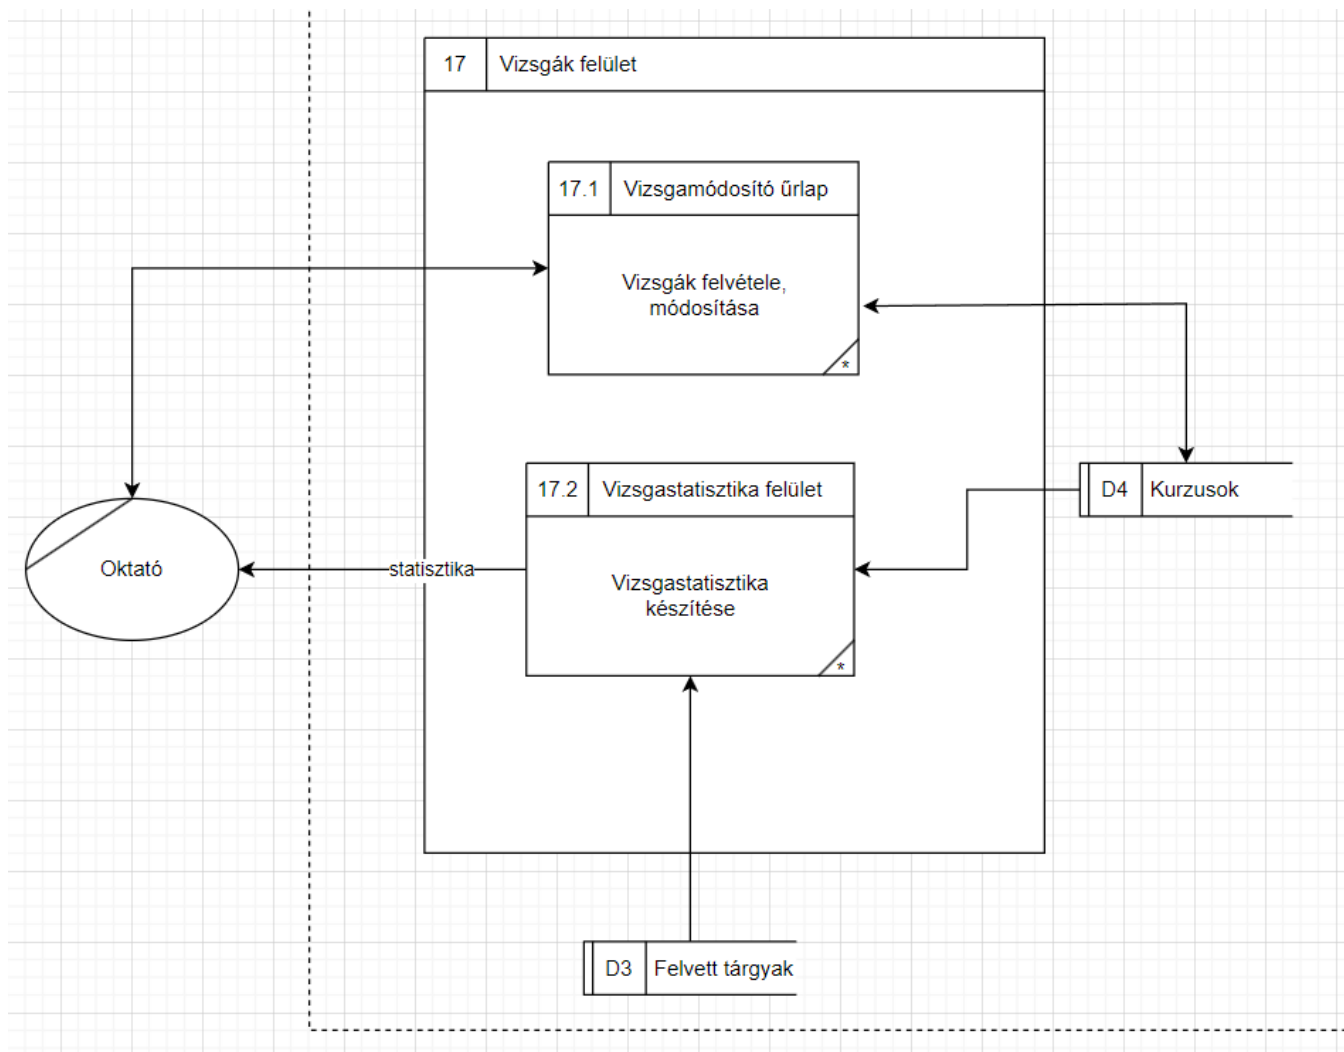 17 Vizsgák felület
17.1 Vizsgamódosító űrlap
Vizsgák felvétele,
módosítása
*
17.2 Vizsgastatisztika felület
D4 Kurzusok
Oktató
statisztika
Vizsgastatisztika
készítése
*
D3 Felvett tárgyak